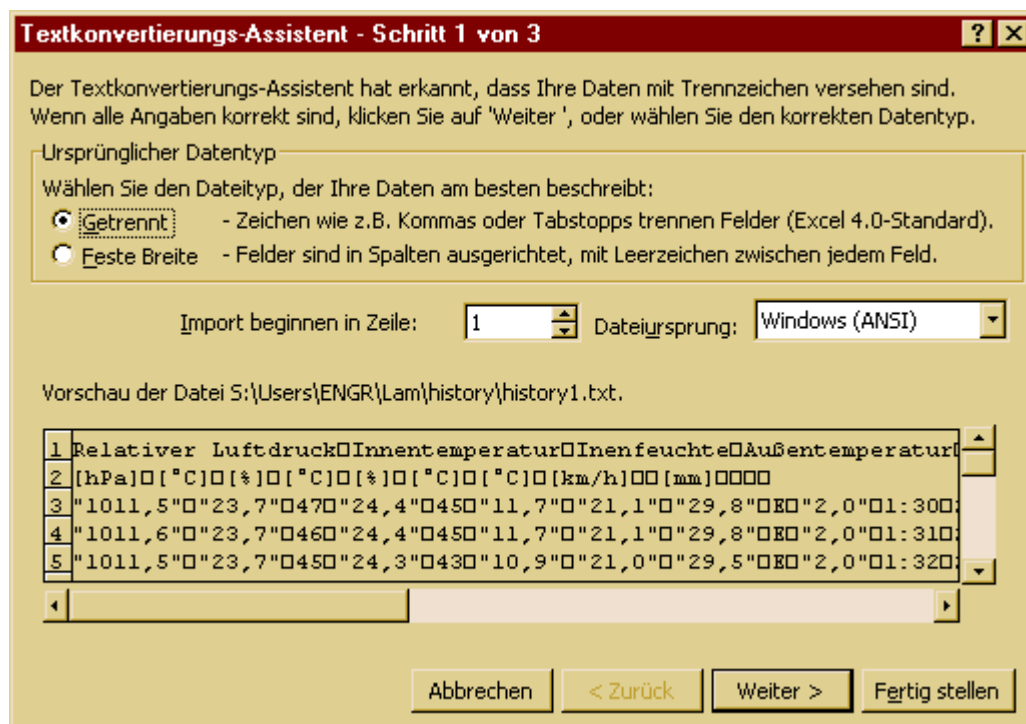 Textkonvertierungs-Assistent - Schritt 1 von 3
Der Textkonvertierungs-Assistent hat erkannt, dass Ihre Daten mit Trennzeichen versehen sind.
Wenn alle Angaben korrekt sind, klicken Sie auf 'Weiter ', oder wählen Sie den korrekten Datentyp.
Ursprünglicher Datentyp
Wählen Sie den Dateityp, der Ihre Daten am besten beschreibt:
Getrennt - Zeichen wie z.B. Kommas oder Tabstopps trennen Felder (Excel 4.0-Standard).
Feste Breite - Felder sind in Spalten ausgerichtet, mit Leerzeichen zwischen jedem Feld.
Import beginnen in Zeile: 1 Dateiursprung: Windows (ANSI)
Vorschau der Datei S:\Users\ENGR\Lam\history\history1.txt.
1 Relativer Luftdruck□Innentemperatur□Inenfeuchte□Außentemperatur□
2 [hPa]□[°C]□[%]□[°C]□[%]□[°C]□[°C]□[km/h]□□[mm]□□□□
3 "1011,5"□"23,7"□47□"24,4"□45□"11,7"□"21,1"□"29,8"□E□"2,0"□1:30□
4 "1011,6"□"23,7"□46□"24,4"□45□"11,7"□"21,1"□"29,8"□E□"2,0"□1:31□
5 "1011,5"□"23,7"□45□"24,3"□43□"10,9"□"21,0"□"29,5"□E□"2,0"□1:32□
Abbrechen < Zurück Weiter > Fertig stellen